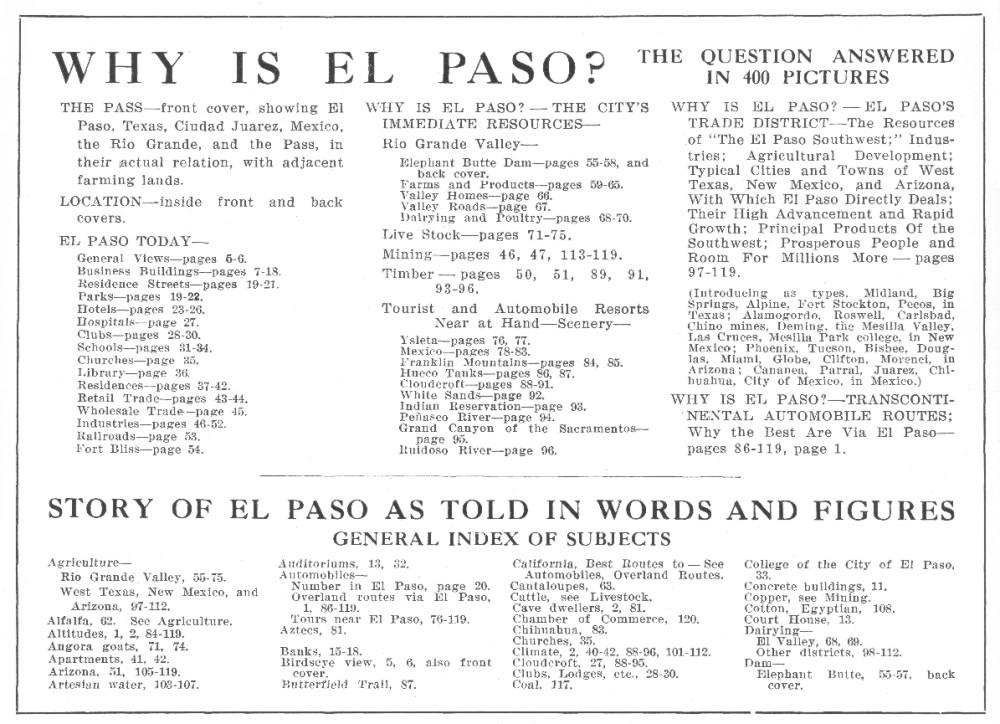 WHY IS EL PASO?
THE QUESTION ANSWERED
IN 400 PICTURES
THE PASS—front cover, showing El
Paso, Texas, Ciudad Juarez, Mexico,
the Rio Grande, and the Pass, in
their actual relation, with adjacent
farming lands.
LOCATION—inside front and back
covers.
EL PASO TODAY—
General Views—pages 5-6.
Business Buildings—pages 7-18.
Residence Streets—pages 19-21.
Parks—pages 19-22.
Hotels—pages 23-26.
Hospitals—page 27.
Clubs—pages 28-30.
Schools—pages 31-34.
Churches—page 35.
Library—page 36.
Residences—pages 37-42.
Retail Trade—pages 43-44.
Wholesale Trade—page 45.
Industries—pages 46-52.
Railroads—page 53.
Fort Bliss—page 54.
WHY IS EL PASO? — THE CITY'S
IMMEDIATE RESOURCES—
Rio Grande Valley—
Elephant Butte Dam—pages 55-58, and
back cover.
Farms and Products—pages 59-65.
Valley Homes—page 66.
Valley Roads—page 67.
Dairying and Poultry—pages 68-70.
Live Stock—pages 71-75.
Mining—pages 46, 47, 113-119.
Timber — pages 50, 51, 89, 91,
93-96.
Tourist and Automobile Resorts
Near at Hand—Scenery—
Ysleta—pages 76, 77.
Mexico—pages 78-83.
Franklin Mountains—pages 84, 85.
Hueco Tanks—pages 86, 87.
Cloudcroft—pages 88-91.
White Sands—page 92.
Indian Reservation—page 93.
Peñasco River—page 94.
Grand Canyon of the Sacramentos—
page 95.
Ruidoso River—page 96.
WHY IS EL PASO? — EL PASO'S
TRADE DISTRICT—The Resources
of "The El Paso Southwest;" Indus-
tries; Agricultural Development;
Typical Cities and Towns of West
Texas, New Mexico, and Arizona,
With Which El Paso Directly Deals;
Their High Advancement and Rapid
Growth; Principal Products Of the
Southwest; Prosperous People and
Room For Millions More — pages
97-119.
(Introducing as types, Midland, Big
Springs, Alpine, Fort Stockton, Pecos, in
Texas; Alamogordo, Roswell, Carlsbad,
Chino mines, Deming, the Mesilla Valley,
Las Cruces, Mesilla Park college, in New
Mexico; Phoenix, Tucson, Bisbee, Doug-
las, Miami, Globe, Clifton, Morenci, in
Arizona; Cananea, Parral, Juarez, Chi-
huahua, City of Mexico, in Mexico.)
WHY IS EL PASO?—TRANSCONTI-
NENTAL AUTOMOBILE ROUTES;
Why the Best Are Via El Paso—
pages 86-119, page 1.
STORY OF EL PASO AS TOLD IN WORDS AND FIGURES
GENERAL INDEX OF SUBJECTS
Agriculture—
Rio Grande Valley, 55-75.
West Texas, New Mexico, and
Arizona, 97-112.
Alfalfa, 62. See Agriculture.
Altitudes, 1, 2, 84-119.
Angora goats, 71, 74.
Apartments, 41, 42.
Arizona, 51, 105-119.
Artesian water, 103-107.
Auditoriums, 13, 32.
Automobiles—
Number in El Paso, page 20.
Overland routes via El Paso,
1, 86-119.
Tours near El Paso, 76-119.
Aztecs, 81.
Banks, 15-18.
Birdseye view, 5, 6, also front
cover.
Butterfield Trail, 87.
California, Best Routes to — See
Automobiles, Overland Routes.
Cantaloupes, 63.
Cattle, see Livestock.
Cave dwellers, 2, 81.
Chamber of Commerce, 120.
Chihuahua, 83.
Churches, 35.
Climate, 2, 40-42, 88-96, 101-112.
Cloudcroft, 27, 88-95.
Clubs, Lodges, etc., 28-30.
Coal, 117.
College of the City of El Paso,
33.
Concrete buildings, 11.
Copper, see Mining.
Cotton, Egyptian, 108.
Court House, 13.
Dairying—
El Valley, 68, 69.
Other districts, 98-112.
Dam—
Elephant Butte, 55-57, back
cover.